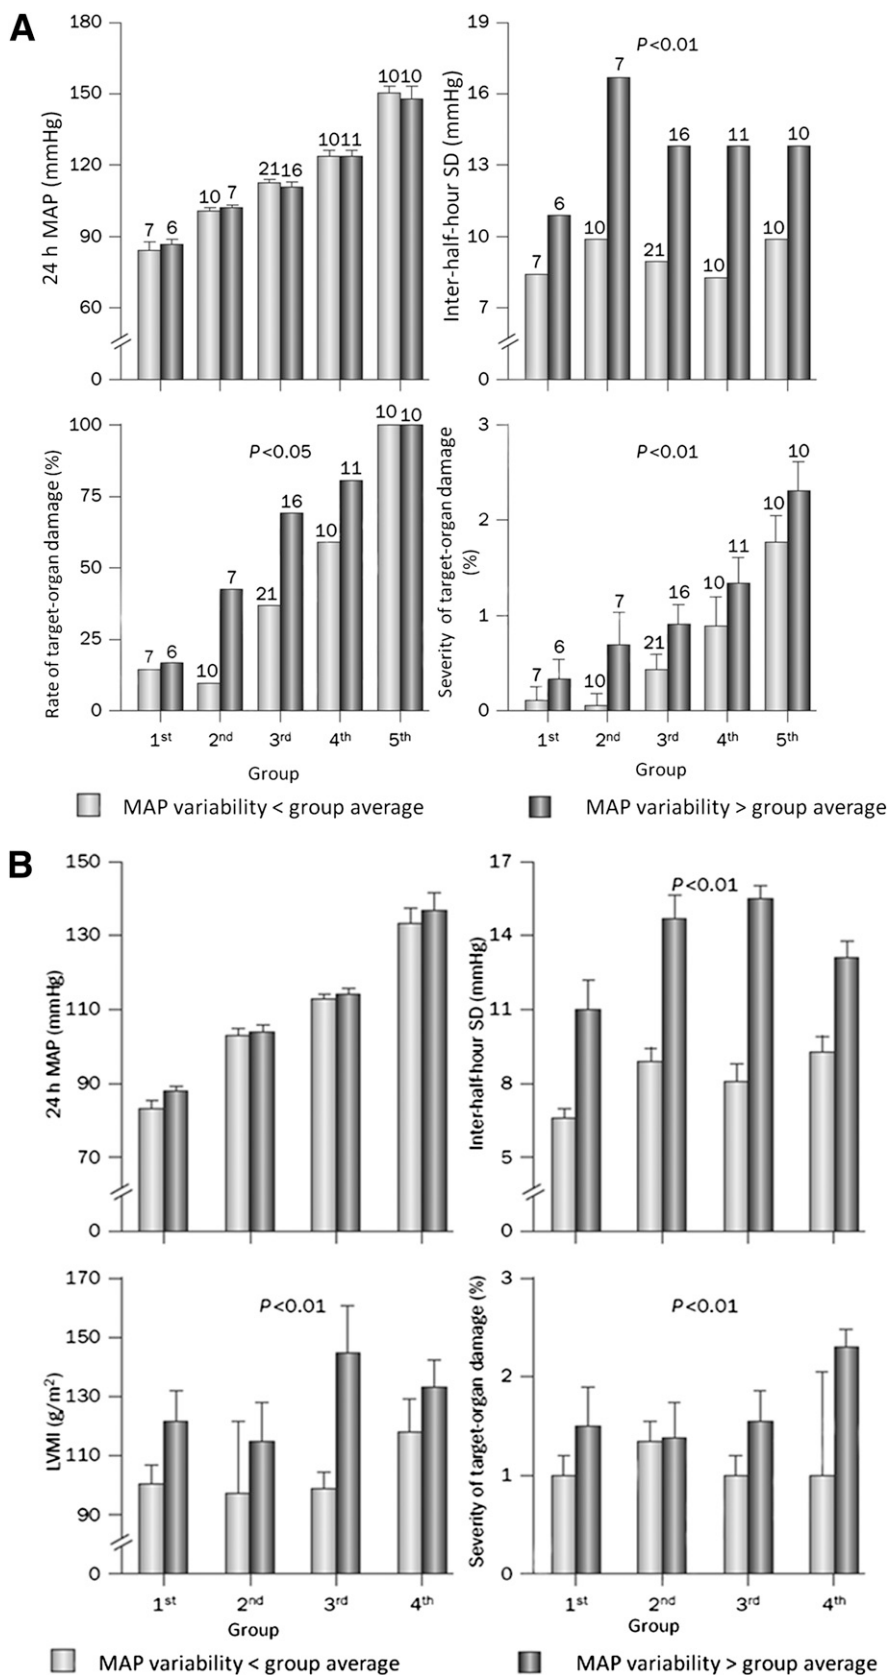 A
180
150
120
90
60
0
24 h MAP (mmHg)
7 6
10 7
21 16
10 11
10 10
19
16
13
10
7
0
Inter-half-hour SD (mmHg)
P<0.01
7 6
10 7
21 16
10 11
10 10
100
75
50
25
0
Rate of target-organ damage (%)
P<0.05
7 6
10 7
21 16
10 11
10 10
1st 2nd 3rd 4th 5th
Group
3
2
1
0
Severity of target-organ damage
(%)
P<0.01
7 6
10 7
21 16
10 11
10 10
1st 2nd 3rd 4th 5th
Group
MAP variability < group average
MAP variability > group average
B
150
130
110
90
70
0
24 h MAP (mmHg)
17
14
11
8
5
0
Inter-half-hour SD (mmHg)
P<0.01
170
150
130
110
90
0
LVMI (g/m²)
P<0.01
1st 2nd 3rd 4th
Group
3
2
1
0
Severity of target-organ damage (%)
P<0.01
1st 2nd 3rd 4th
Group
MAP variability < group average
MAP variability > group average